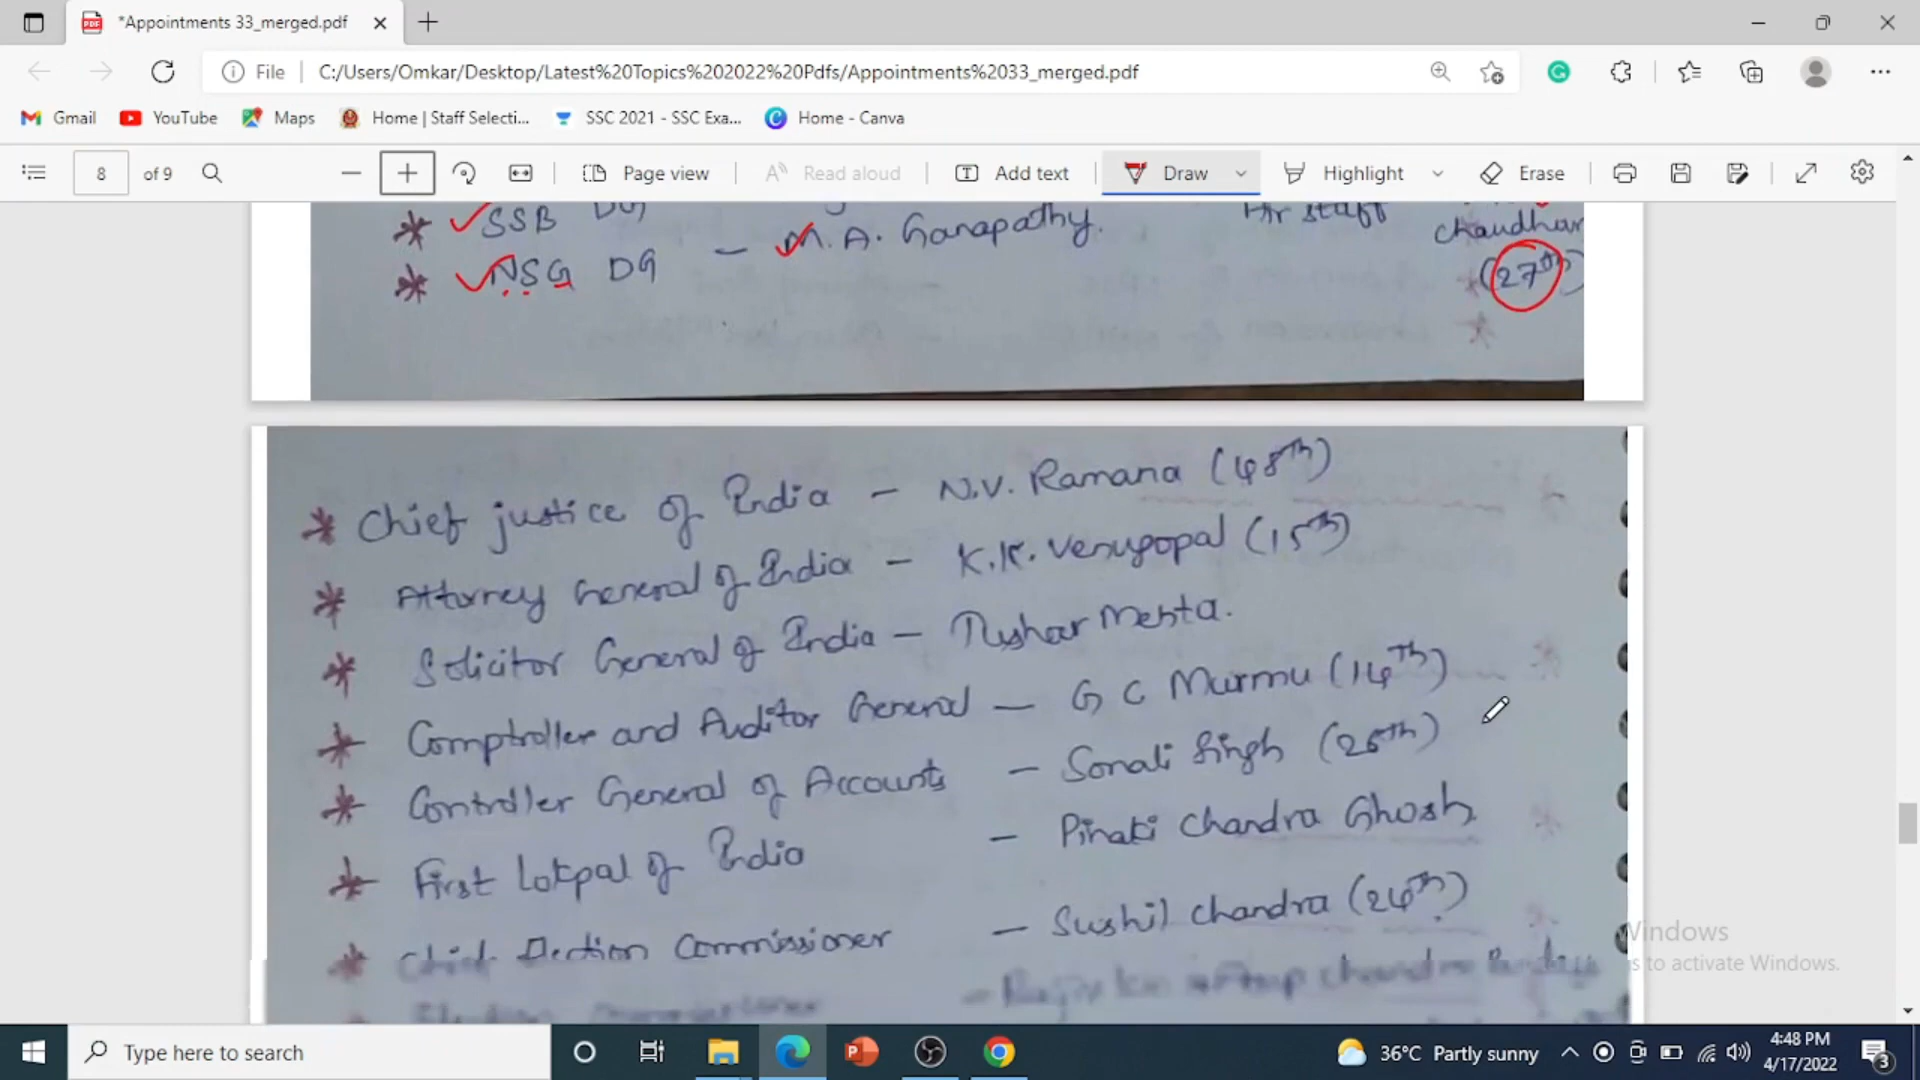 *Appointments 33_merged.pdf
File
C:/Users/Omkar/Desktop/Latest%20Topics%202022%20Pdfs/Appointments%2033_merged.pdf
Gmail
YouTube
Maps
Home | Staff Selecti...
SSC 2021 - SSC Exa...
Home - Canva
8 of 9
Page view
Read aloud
Add text
Draw
Highlight
Erase
* SSB DG
* NSG DG – M. A. Ganapathy.
Air staff
chaudhar
(27th)
* Chief justice of India – N.V. Ramana (48th)
* Attorney General of India – K.K. Venugopal (15th)
* Solicitor General of India – Tushar Mehta.
* Comptroller and Auditor General – G C Murmu (14th)
* Controller General of Accounts – Sonali Singh (26th)
* First Lokpal of India – Pinaki Chandra Ghosh
* Chief Election Commissioner – Sushil Chandra (24th)
Windows
s to activate Windows.
Type here to search
36°C Partly sunny
4:48 PM
4/17/2022
3